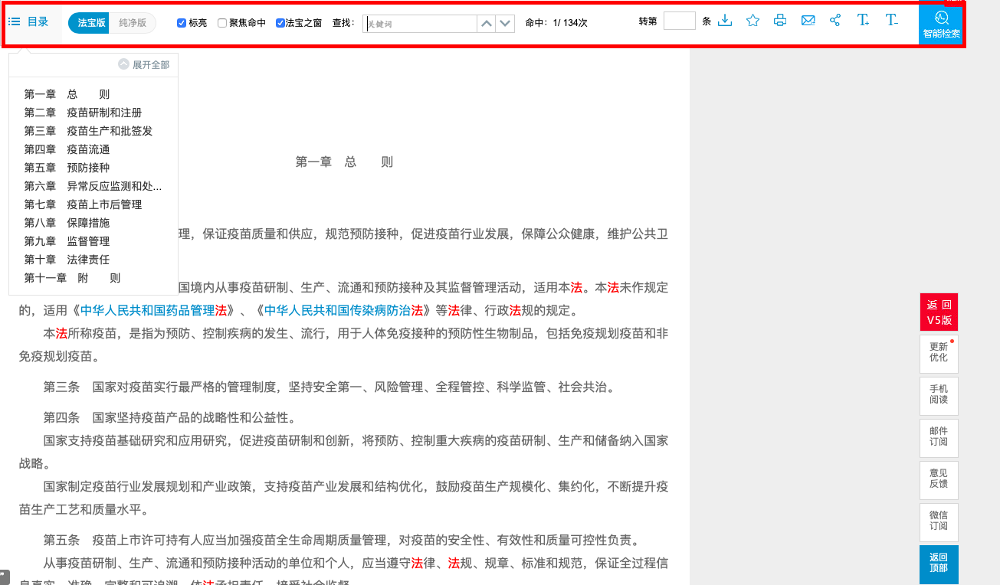 目录 法宝版 纯净版 标亮 聚焦命中 法宝之窗 查找： 关键词 命中：1/ 134次 转第 条 T+ T- 智能检索
展开全部
第一章 总 则
第二章 疫苗研制和注册
第三章 疫苗生产和批签发
第四章 疫苗流通
第五章 预防接种
第六章 异常反应监测和处...
第七章 疫苗上市后管理
第八章 保障措施
第九章 监督管理
第十章 法律责任
第十一章 附 则
第一章 总 则
理，保证疫苗质量和供应，规范预防接种，促进疫苗行业发展，保障公众健康，维护公共卫
国境内从事疫苗研制、生产、流通和预防接种及其监督管理活动，适用本法。本法未作规定
的，适用《中华人民共和国药品管理法》、《中华人民共和国传染病防治法》等法律、行政法规的规定。
本法所称疫苗，是指为预防、控制疾病的发生、流行，用于人体免疫接种的预防性生物制品，包括免疫规划疫苗和非
免疫规划疫苗。
第三条 国家对疫苗实行最严格的管理制度，坚持安全第一、风险管理、全程管控、科学监管、社会共治。
第四条 国家坚持疫苗产品的战略性和公益性。
国家支持疫苗基础研究和应用研究，促进疫苗研制和创新，将预防、控制重大疾病的疫苗研制、生产和储备纳入国家
战略。
国家制定疫苗行业发展规划和产业政策，支持疫苗产业发展和结构优化，鼓励疫苗生产规模化、集约化，不断提升疫
苗生产工艺和质量水平。
第五条 疫苗上市许可持有人应当加强疫苗全生命周期质量管理，对疫苗的安全性、有效性和质量可控性负责。
从事疫苗研制、生产、流通和预防接种活动的单位和个人，应当遵守法律、法规、规章、标准和规范，保证全过程信
息真实、准确、完整和可追溯，依法承担责任，接受社会监督
返 回
V5版
更新
优化
手机
阅读
邮件
订阅
意见
反馈
微信
订阅
返回
顶部